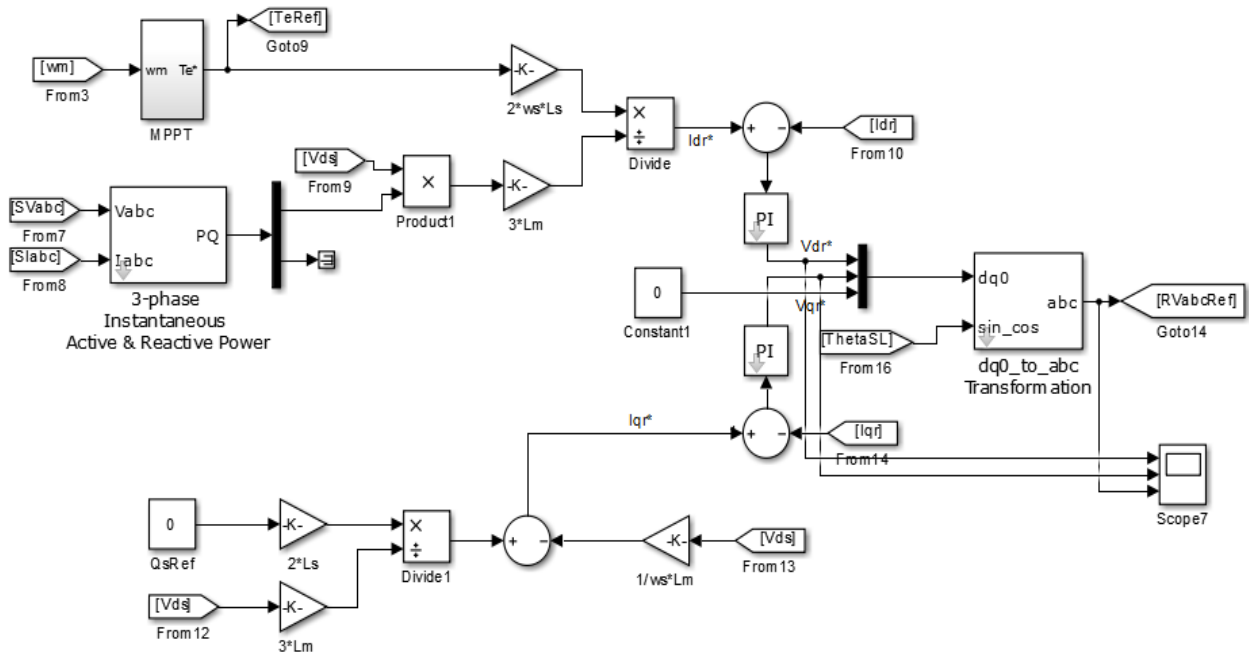 [TeRef]
Goto9
[wm]
From3
wm
Te*
MPPT
-K-
2*ws*Ls
[Vds]
From9
×
Product1
-K-
3*Lm
×
÷
Divide
Idr*
+
−
[Idr]
From10
[SVabc]
From7
[SIabc]
From8
Vabc
Iabc
PQ
3-phase
Instantaneous
Active & Reactive Power
PI
Vdr*
0
Constant1
Vqr*
PI
[ThetaSL]
From16
dq0
sin_cos
abc
dq0_to_abc
Transformation
[RVabcRef]
Goto14
Iqr*
+
−
[Iqr]
From14
Scope7
0
QsRef
-K-
2*Ls
[Vds]
From12
-K-
3*Lm
×
÷
Divide1
+
−
-K-
1/ws*Lm
[Vds]
From13